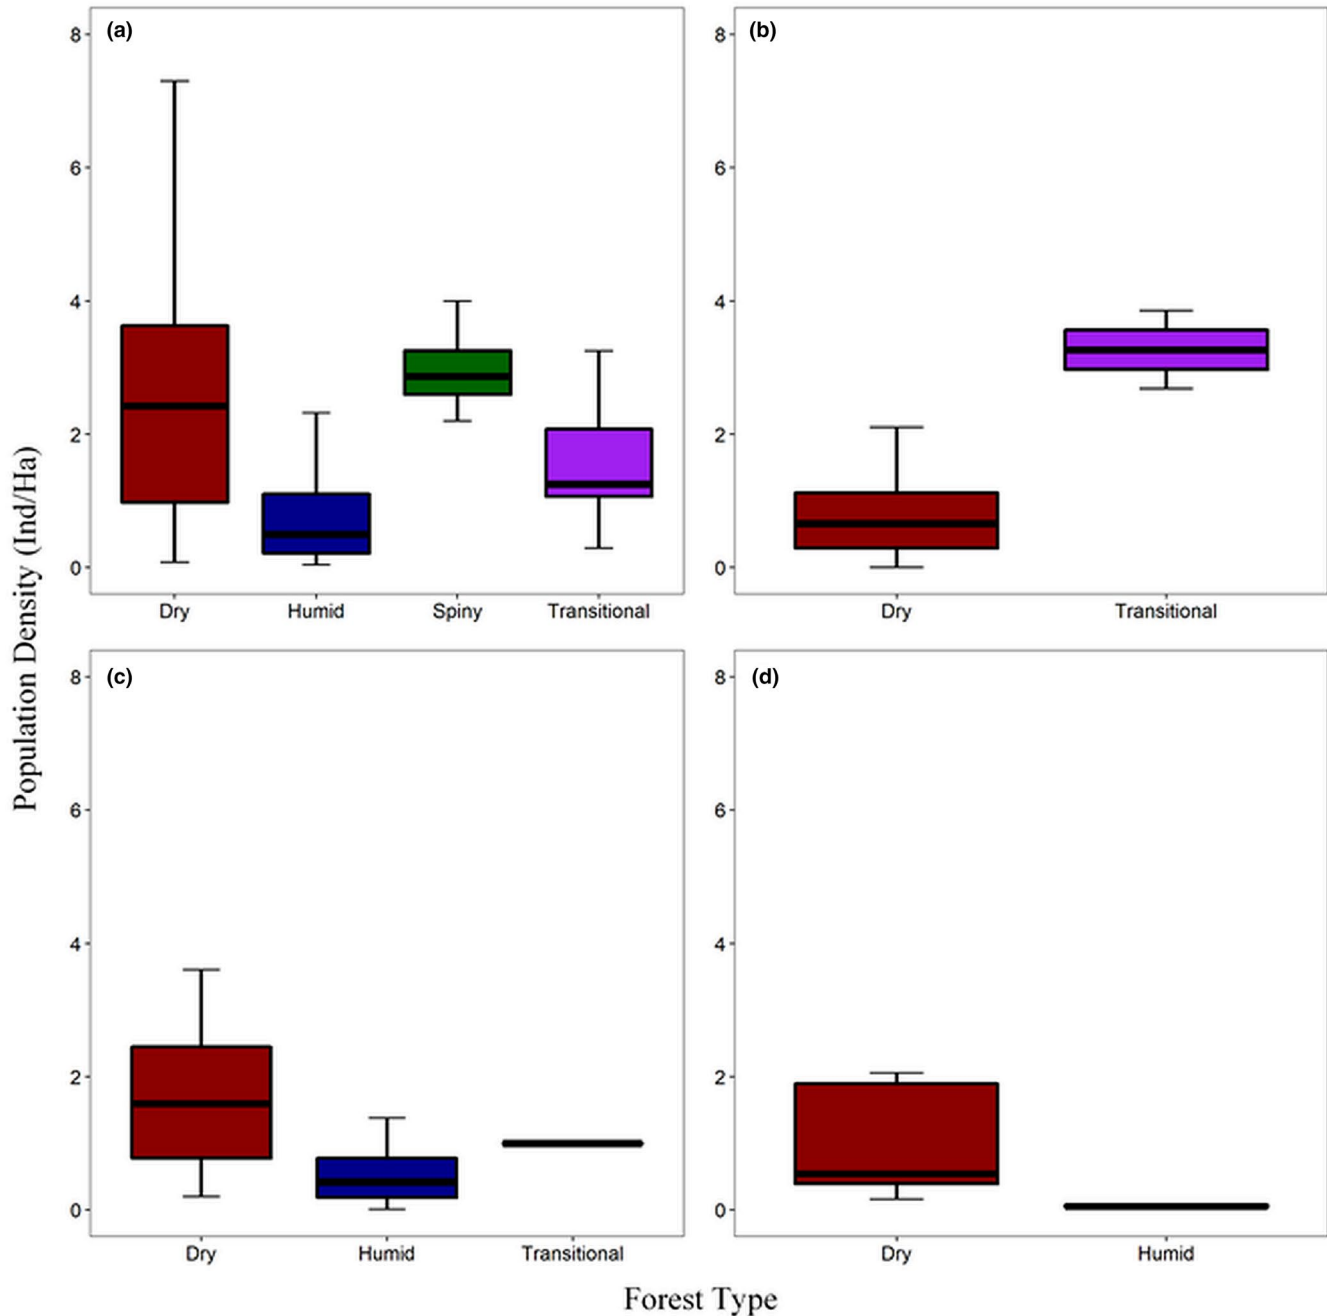 (a)
8
6
4
2
0
Dry Humid Spiny Transitional
(b)
8
6
4
2
0
Dry Transitional
(c)
8
6
4
2
0
Dry Humid Transitional
(d)
8
6
4
2
0
Dry Humid
Population Density (Ind/Ha)
Forest Type